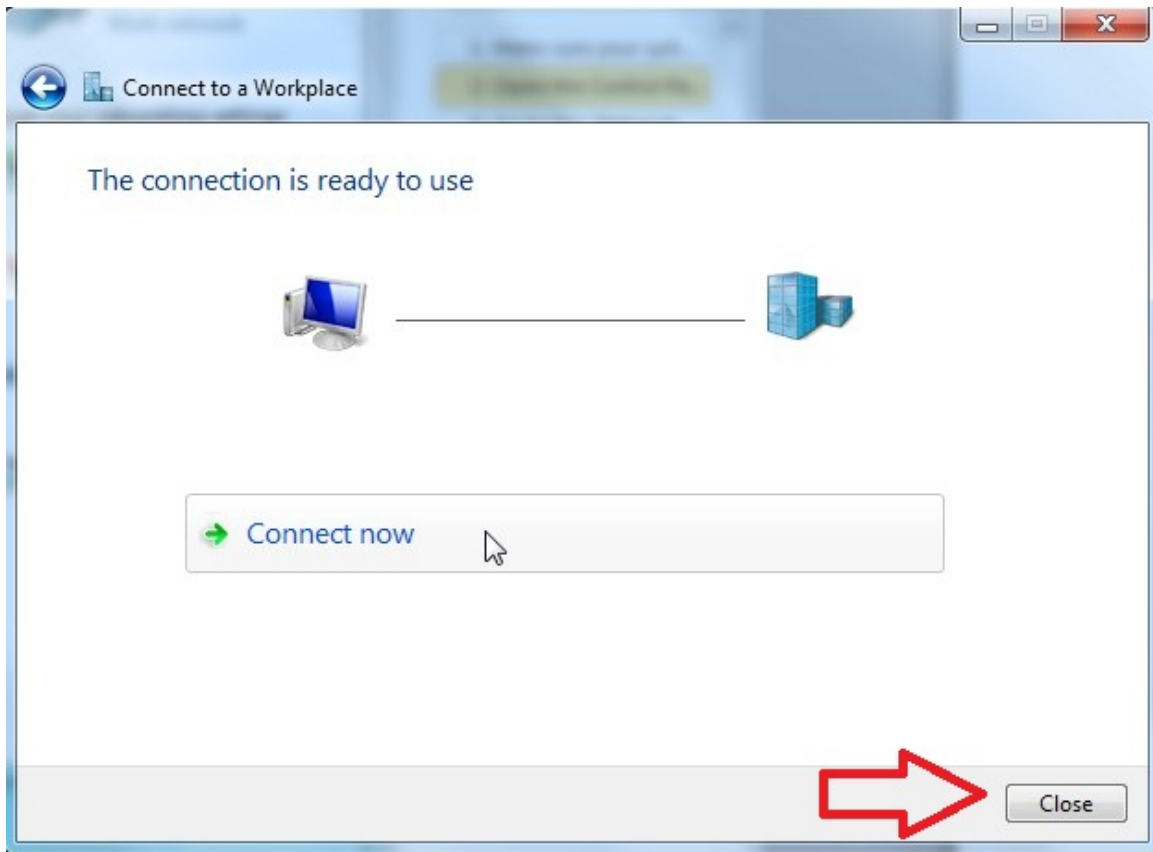 Connect to a Workplace
The connection is ready to use
Connect now
Close